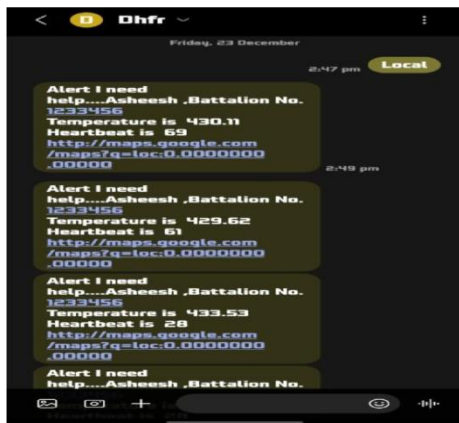 Dhfr
Friday, 23 December
2:47 pm
Local
Alert I need
help....Asheesh ,Battalion No.
1233456
Temperature is 430.11
Heartbeat is 69
http://maps.google.com
/maps?q=loc:0.0000000
.00000
2:49 pm
Alert I need
help....Asheesh ,Battalion No.
1233456
Temperature is 429.62
Heartbeat is 61
http://maps.google.com
/maps?q=loc:0.0000000
.00000
Alert I need
help....Asheesh ,Battalion No.
1233456
Temperature is 433.53
Heartbeat is 28
http://maps.google.com
/maps?q=loc:0.0000000
.00000
Alert I need
help....Asheesh ,Battalion No.